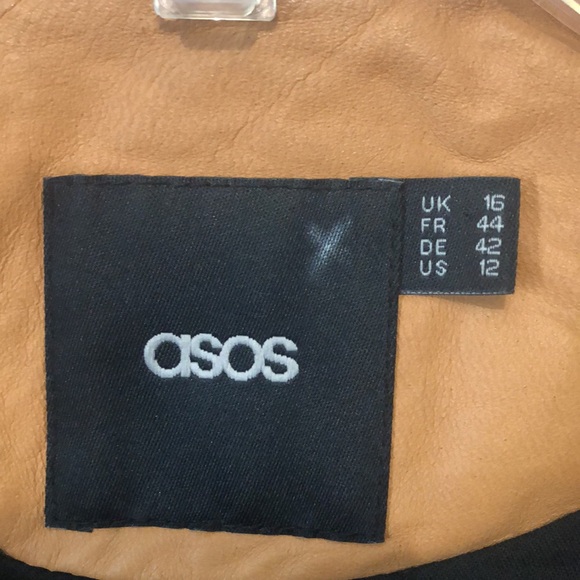 asos
UK 16
FR 44
DE 42
US 12